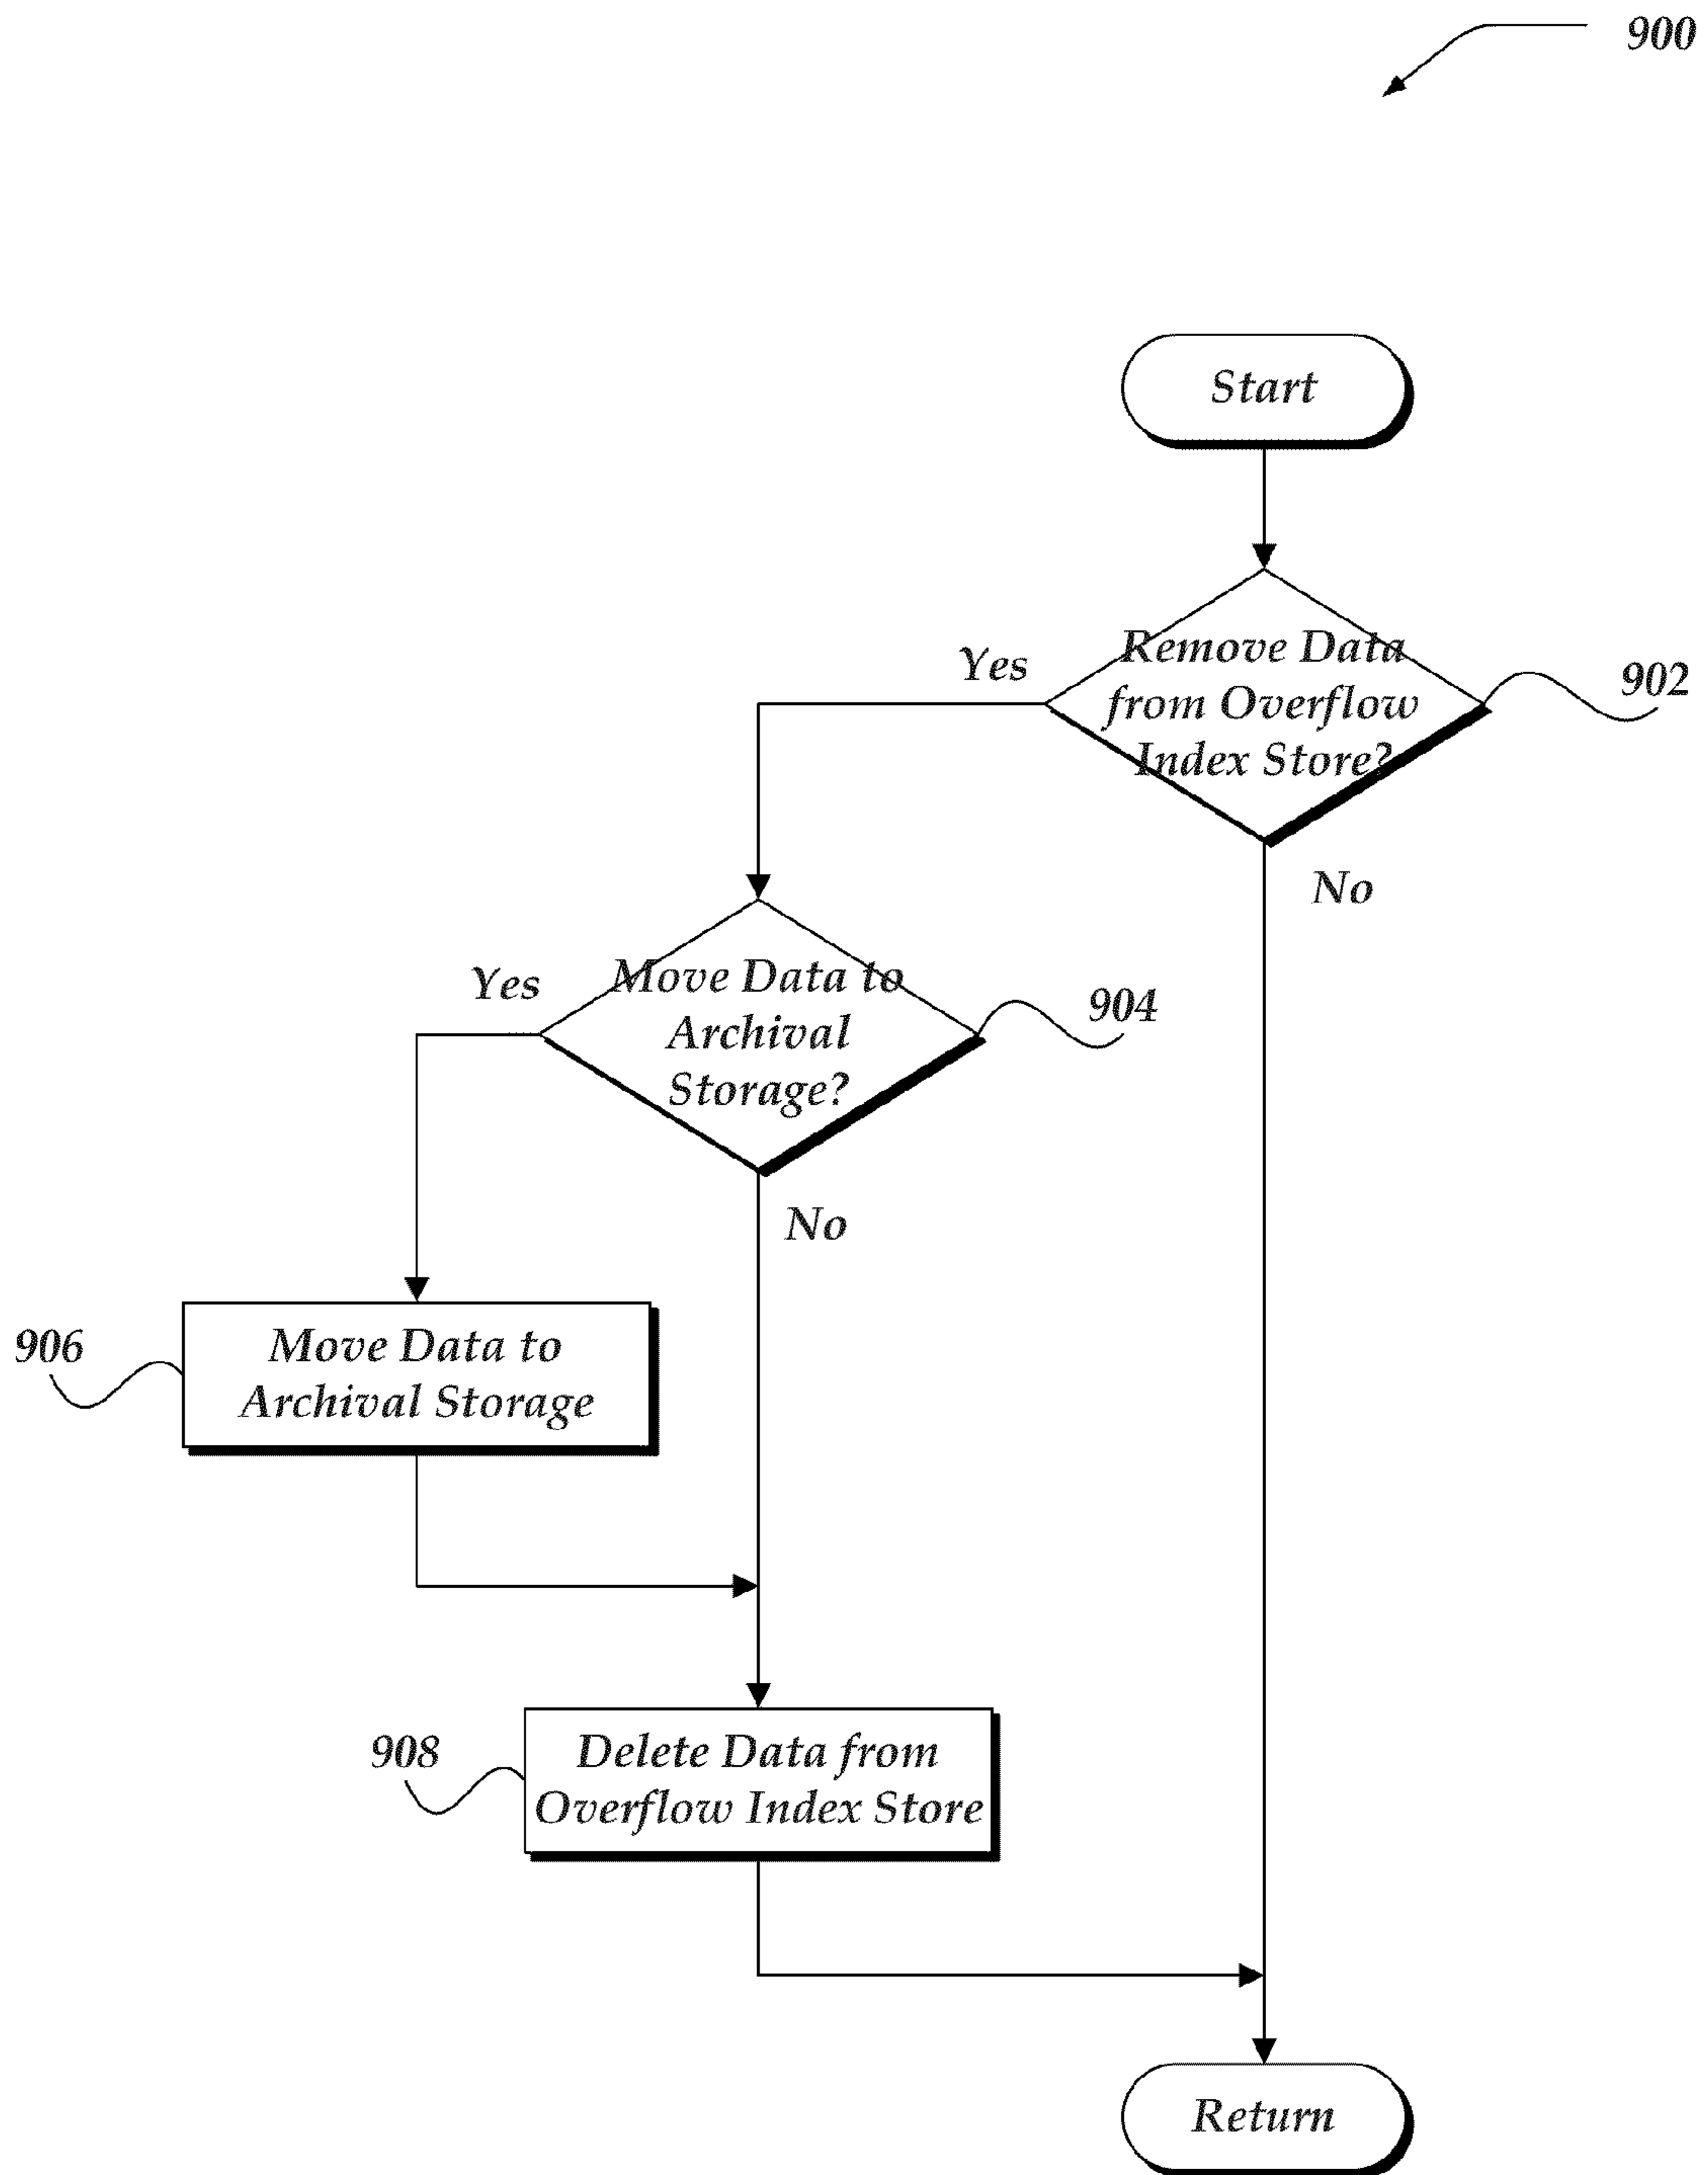 900
Start
Remove Data
from Overflow
Index Store?
902
Yes
No
Move Data to
Archival
Storage?
904
Yes
No
906
Move Data to
Archival Storage
908
Delete Data from
Overflow Index Store
Return